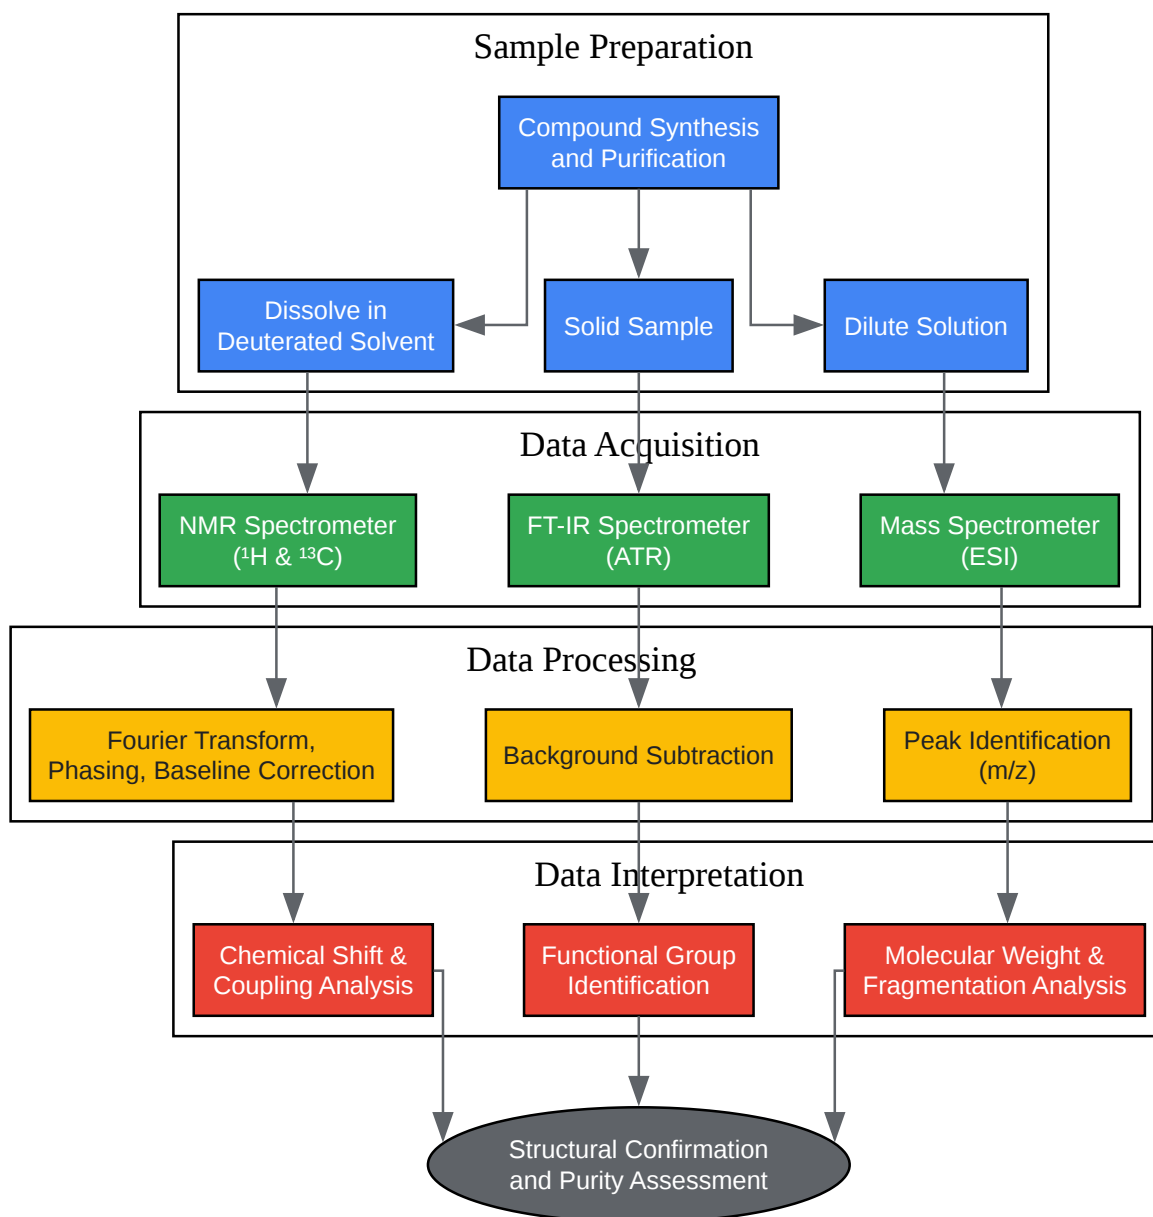 Sample Preparation
Compound Synthesis
and Purification
Dissolve in
Deuterated Solvent
Solid Sample
Dilute Solution
Data Acquisition
NMR Spectrometer
(¹H & ¹³C)
FT-IR Spectrometer
(ATR)
Mass Spectrometer
(ESI)
Data Processing
Fourier Transform,
Phasing, Baseline Correction
Background Subtraction
Peak Identification
(m/z)
Data Interpretation
Chemical Shift &
Coupling Analysis
Functional Group
Identification
Molecular Weight &
Fragmentation Analysis
Structural Confirmation
and Purity Assessment